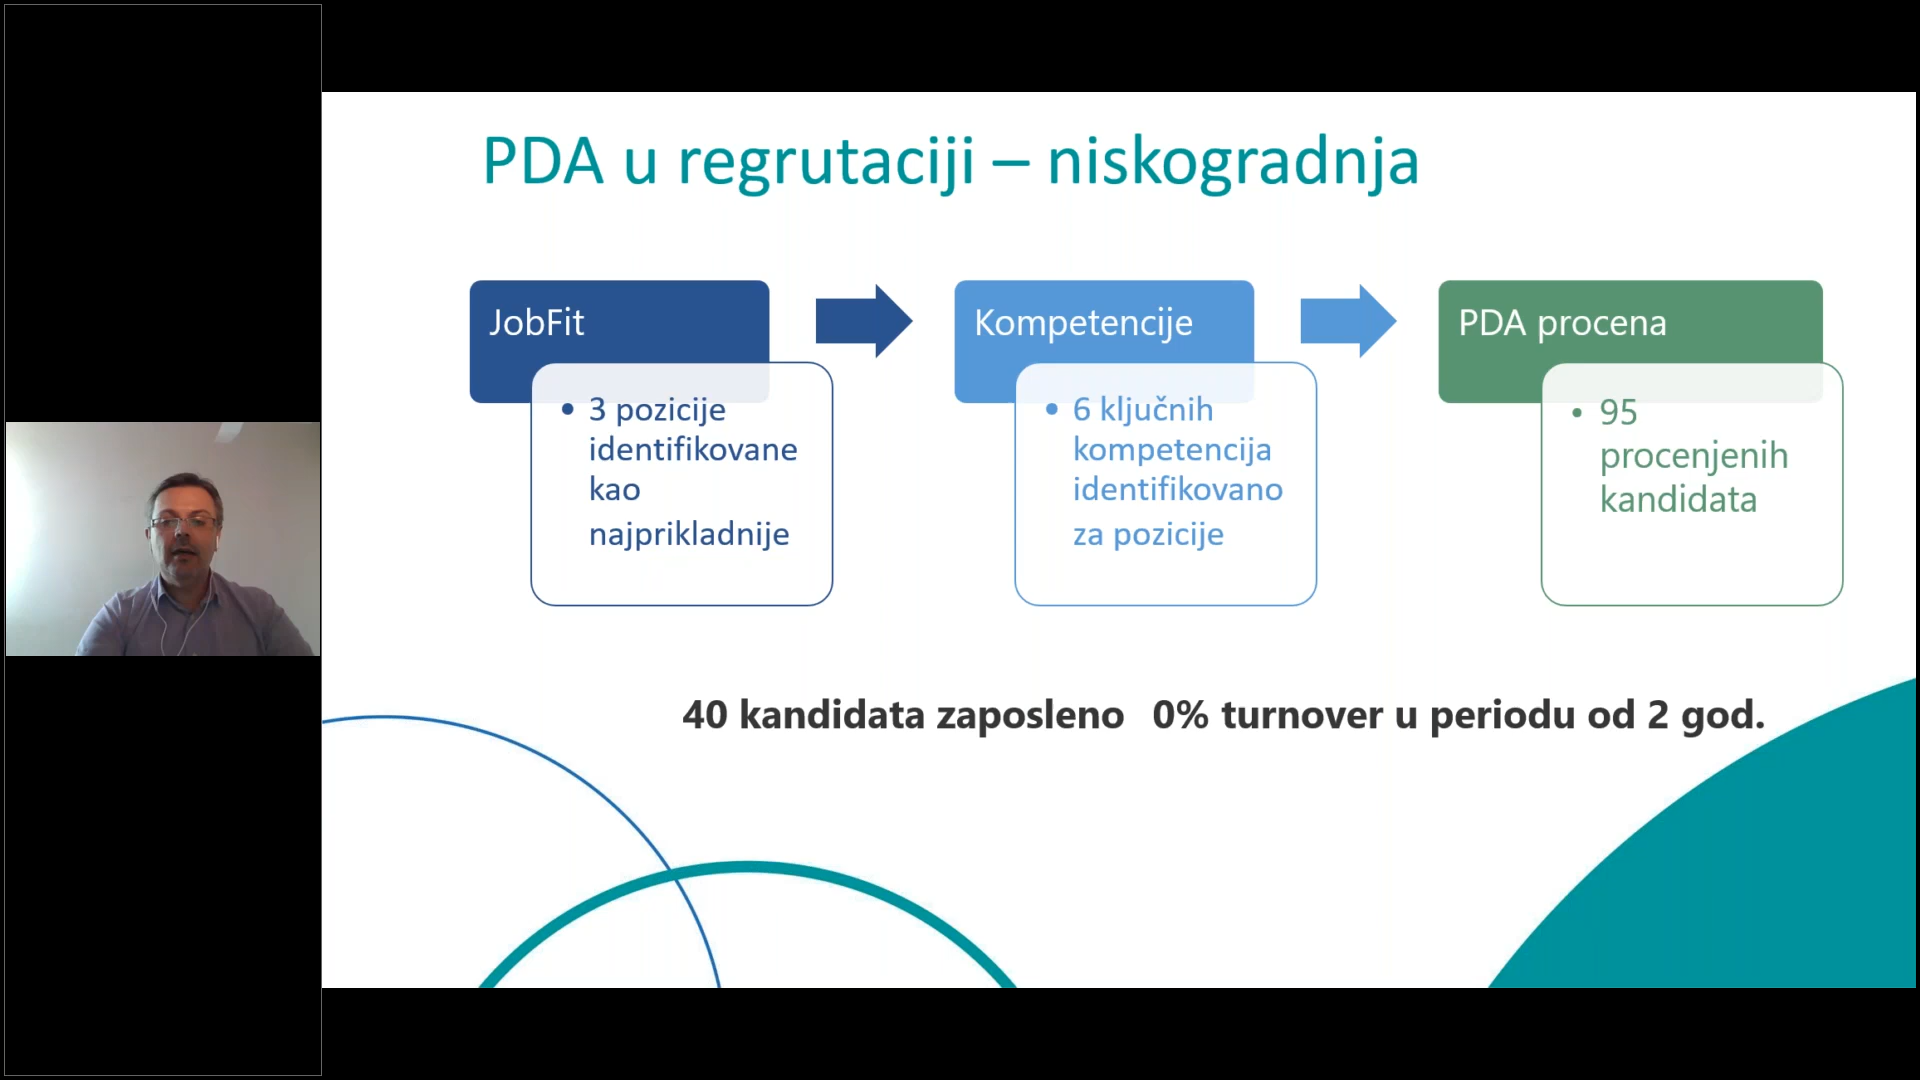 PDA u regrutaciji – niskogradnja
JobFit
• 3 pozicije
identifikovane
kao
najprikladnije
Kompetencije
• 6 ključnih
kompetencija
identifikovano
za pozicije
PDA procena
• 95
procenjenih
kandidata
40 kandidata zaposleno 0% turnover u periodu od 2 god.